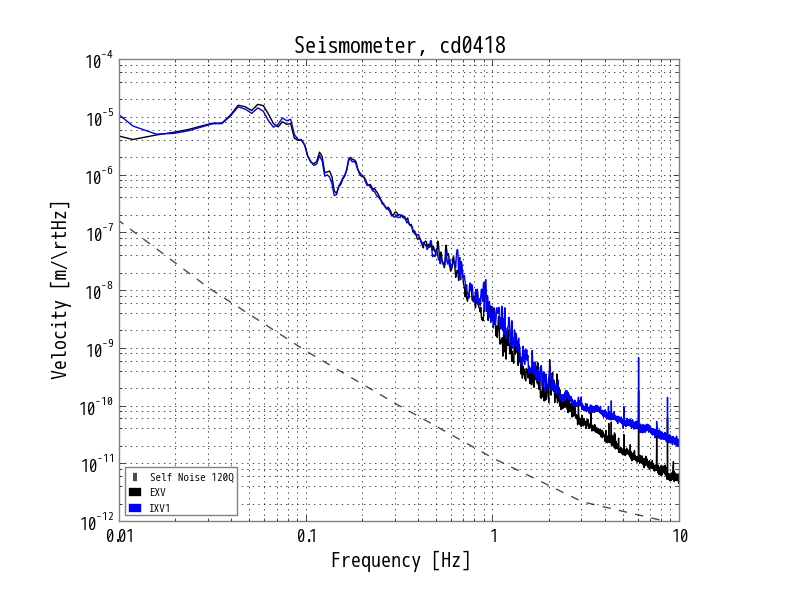 Seismometer, cd0418
Velocity [m/\rtHz]
10^-4
10^-5
10^-6
10^-7
10^-8
10^-9
10^-10
10^-11
10^-12
Self Noise 120Q
EXV
IXV1
0.01 0.1 1 10
Frequency [Hz]